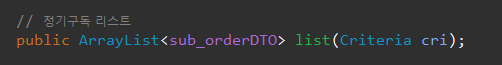 // 정기구독 리스트
public ArrayList<sub_orderDTO> list(Criteria cri);